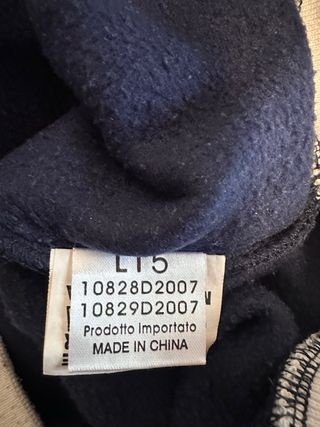 LT5
10828D2007
10829D2007
Prodotto importato
MADE IN CHINA